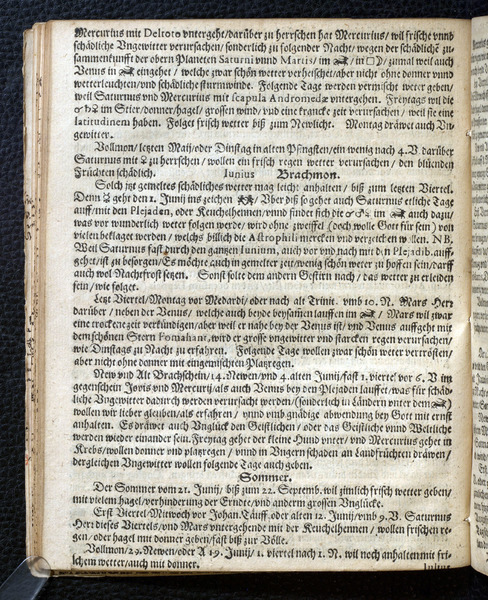 Mercurius mit Deltoto vntergehet/darüber zu herrschen hat Mercurius/ wil frische vnnd
schädliche Vngewitter verursachen / sonderlich zu folgender Nacht / wegen der schädlichē zu-
sammenkunfft der obern Planeten Saturni vnnd Martis/ im / in □☽/ zumal weil auch
Venus in eingehet / welche zwar schön wetter verheischet/aber nicht ohne donner vnnd
wetterleuchten/vnd schädliche sturmwinde. Folgende Tage werden vermischt weter geben/
weil Saturnus vnd Mercurius mit scapula Andromedæ vntergehen. Freytags wil die
☌ ♄ im Stier/donner/hagel/ grossen wind/ vnd eine krancke zeit verursachen/ weil sie eine
latitudinem haben. Folget frisch wetter biß zum Newlicht. Montag dräwet auch Vn-
gewitter.
Vollmon/ letzten Maij/oder Dinstag in alten Pfingsten/ein wenig nach 4. V. darüber
Saturnus mit ♀ zu herrschen / wollen ein frisch regen wetter verursachen / den blüenden
Früchten schädlich. Iunius Brachmon.
Solch jtzt gemeltes schädliches wetter mag leicht anhalten / biß zum letzten Viertel.
Denn ☿ gehe den 1. Junij ins zeichen / Vber diß so gehet auch Saturnus etliche Tage
auff/mit den Plejaden, oder Keuchelhennen/vnnd findet sich die ☌ im auch dazu/
was vor wunderlich weter folgen werde/ wird ohne zweiffel (doch wolle Gott für sein) von
vielen beklaget werden / welchs billich die Astrophili mercken vnd verzeichen wollen. NB.
Weil Saturnus fast durch den gantzen Iunium, auch vor vnd nach mit den Plejadib. auff-
gehet/ist zu besorgen/Es möchte auch in gemelter zeit/wenig schön weter zu hoffen sein/darff
auch wol Nachtfrost setzen. Sonst solte dem andern Gestirn nach/ das weter zu erleiden
sein/wie folget.
Letzt Viertel/Montag vor Medardi/oder nach alt Trinit. vmb 10. N. Mars Herr
darüber / neben der Venus/ welche auch beyde beysamen lauffen im / Mars wil zwar
eine trockene zeit verkündigen/aber weil er nahe bey der Venus ist/vnd Venus auffgehet mit
dem schönen Stern Fomahant, wird er grosse vngewitter vnd starcken regen verursachen/
wie Dingstags zu Nacht zu erfahren. Folgende Tage wollen zwar schön weter vertrösten/
aber nicht ohne donner mit eingemischten Platzregen.
New vnd Alt Brachschein/14. Newen/vnd 4. alten Junij/fast 1. viertel vor 6. V im
gegenschein Jovis vnd Mercurij/als auch Venus bey den Plejaden lauffet/was für schäd-
liche Vngewitter dadurch werden verursacht werden/(sonderlich in Ländern vnter dem )
wollen wir lieber gleuben/als erfahren / vnnd vmb gnädige abwendung bey Gott mit ernst
anhalten. Es dräwet auch Vnglück den Geistlichen / oder das Geistliche vnnd Weltliche
werden wieder einander sein. Freytag gehet der kleine Hund vnter/ vnd Mercurius gehet in
Krebs/wollen donner vnd platzregen/ vnnd in Vngern schaden an Landfrüchten dräwen/
dergleichen Vngewitter wollen folgende Tage auch geben.
Sommer.
Der Sommer vom 21. Junij/ biß zum 22. Septemb. wil zimlich frisch wetter geben/
mit vielem hagel/verhinderung der Erndte/vnd anderm grossen Vnglücke.
Erst Viertel/Mitwoch vor Johan. Täuff. oder alten 12. Junij/vmb 9. V. Saturnus
Herr dieses Viertels/vnd Mars vntergehende mit der Keuchelhennen / wollen frischen re-
gen/ oder hagel mit donner geben/fast biß zur Völle.
Vollmon/29. Newen/oder A 19. Junij/ 1. viertel nach 2. N. wil noch anhalten mit fri-
schem wetter/auch mit donner.
Julius